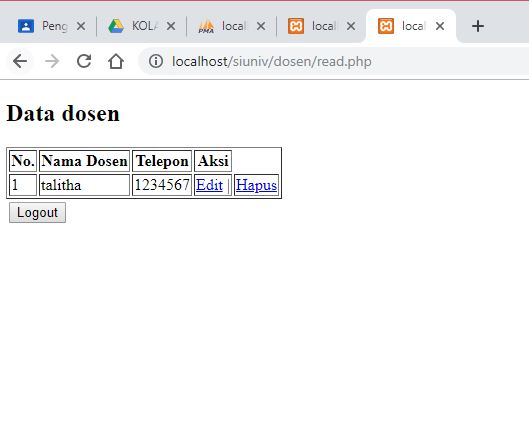 Peng
KOLA
PMA
local
local
local
localhost/siuniv/dosen/read.php
Data dosen
No. Nama Dosen Telepon Aksi
1 talitha 1234567 Edit | Hapus
Logout